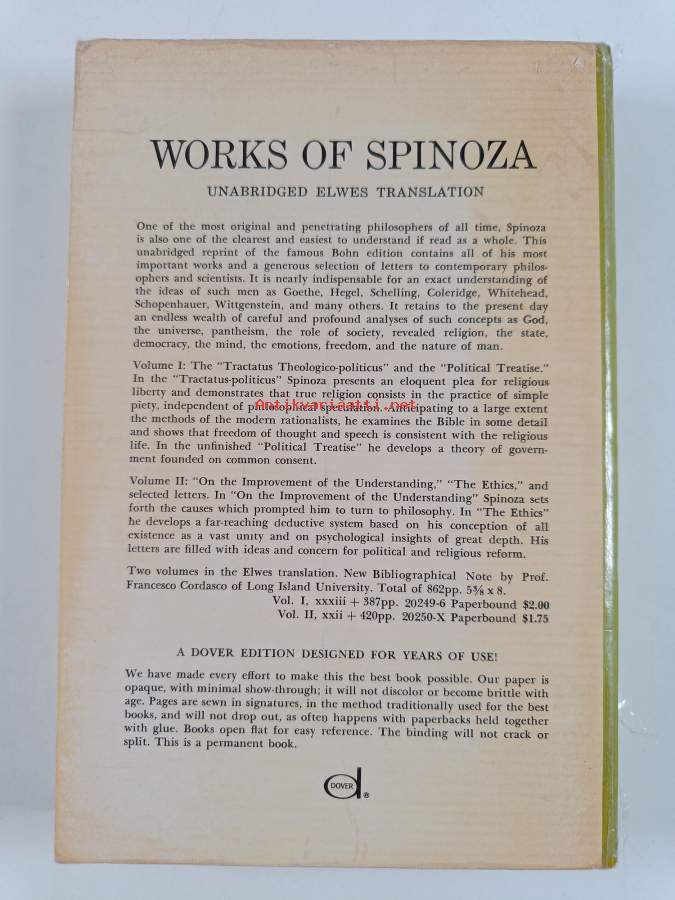 WORKS OF SPINOZA
UNABRIDGED ELWES TRANSLATION
One of the most original and penetrating philosophers of all time, Spinoza
is also one of the clearest and easiest to understand if read as a whole. This
unabridged reprint of the famous Bohn edition contains all of his most
important works and a generous selection of letters to contemporary philos-
ophers and scientists. It is nearly indispensable for an exact understanding of
the ideas of such men as Goethe, Hegel, Schelling, Coleridge, Whitehead,
Schopenhauer, Wittgenstein, and many others. It retains to the present day
an endless wealth of careful and profound analyses of such concepts as God,
the universe, pantheism, the role of society, revealed religion, the state,
democracy, the mind, the emotions, freedom, and the nature of man.
Volume I: The "Tractatus Theologico-politicus" and the "Political Treatise."
In the "Tractatus-politicus" Spinoza presents an eloquent plea for religious
liberty and demonstrates that true religion consists in the practice of simple
piety, independent of philosophical speculation. Anticipating to a large extent
Antikvariaatti.net
the methods of the modern rationalists, he examines the Bible in some detail
and shows that freedom of thought and speech is consistent with the religious
life. In the unfinished "Political Treatise" he develops a theory of govern-
ment founded on common consent.
Volume II: "On the Improvement of the Understanding," "The Ethics," and
selected letters. In "On the Improvement of the Understanding" Spinoza sets
forth the causes which prompted him to turn to philosophy. In "The Ethics"
he develops a far-reaching deductive system based on his conception of all
existence as a vast unity and on psychological insights of great depth. His
letters are filled with ideas and concern for political and religious reform.
Two volumes in the Elwes translation. New Bibliographical Note by Prof.
Francesco Cordasco of Long Island University. Total of 862pp. 5⅜ x 8.
Vol. I, xxxiii + 387pp. 20249-6 Paperbound $2.00
Vol. II, xxii + 420pp. 20250-X Paperbound $1.75
A DOVER EDITION DESIGNED FOR YEARS OF USE!
We have made every effort to make this the best book possible. Our paper is
opaque, with minimal show-through; it will not discolor or become brittle with
age. Pages are sewn in signatures, in the method traditionally used for the best
books, and will not drop out, as often happens with paperbacks held together
with glue. Books open flat for easy reference. The binding will not crack or
split. This is a permanent book.
DOVER ®